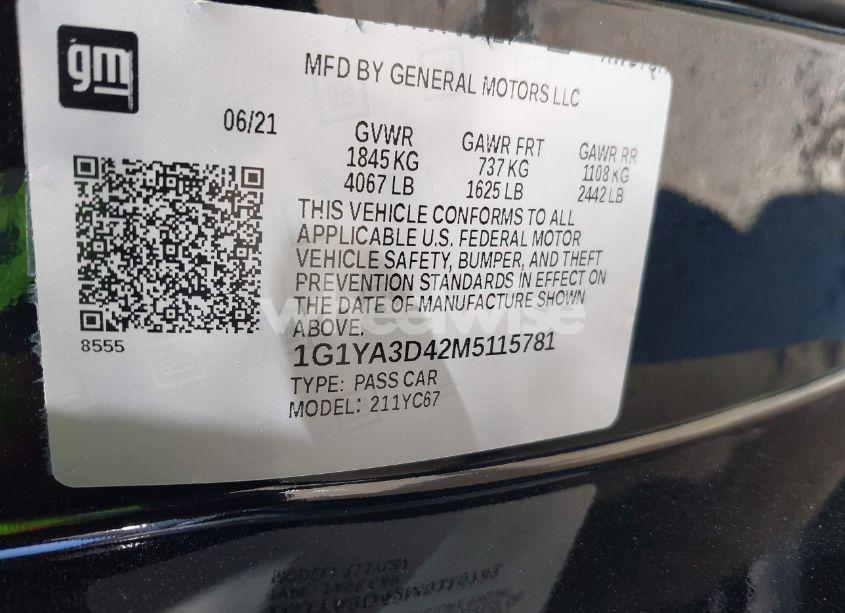 gm
MFD BY GENERAL MOTORS LLC
06/21
GVWR
1845 KG
4067 LB
GAWR FRT
737 KG
1625 LB
GAWR RR
1108 KG
2442 LB
THIS VEHICLE CONFORMS TO ALL
APPLICABLE U.S. FEDERAL MOTOR
VEHICLE SAFETY, BUMPER, AND THEFT
PREVENTION STANDARDS IN EFFECT ON
THE DATE OF MANUFACTURE SHOWN
ABOVE.
8555
1G1YA3D42M5115781
TYPE: PASS CAR
MODEL: 211YC67
wheelwise